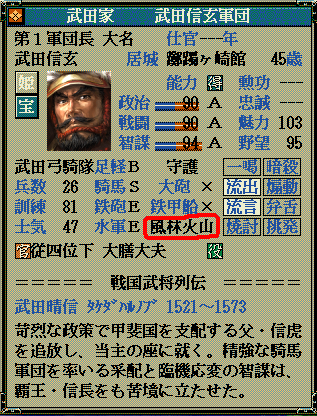 武田家　武田信玄軍団
第1軍団長 大名　仕官---年
武田信玄　居城 躑躅ヶ崎館　45歳
姫　能力 得 勲功 ---
宝　政治 90 A 忠誠 ---
戦闘 90 A 魅力 103
智謀 94 A 野望 95
武田弓騎隊 足軽B 守護 一喝 暗殺
兵数 26 騎馬S 大砲 × 流出 煽動
訓練 81 鉄砲E 鉄甲船× 流言 弁舌
士気 47 水軍E 風林火山 焼討 挑発
官 従四位下 大膳大夫 役
===== 戦国武将列伝 =====
武田晴信 ﾀｹﾀﾞﾊﾙﾉﾌﾞ 1521～1573
苛烈な政策で甲斐国を支配する父・信虎
を追放し、当主の座に就く。精強な騎馬
軍団を率いる采配と臨機応変の智謀は、
覇王・信長をも苦境に立たせた。